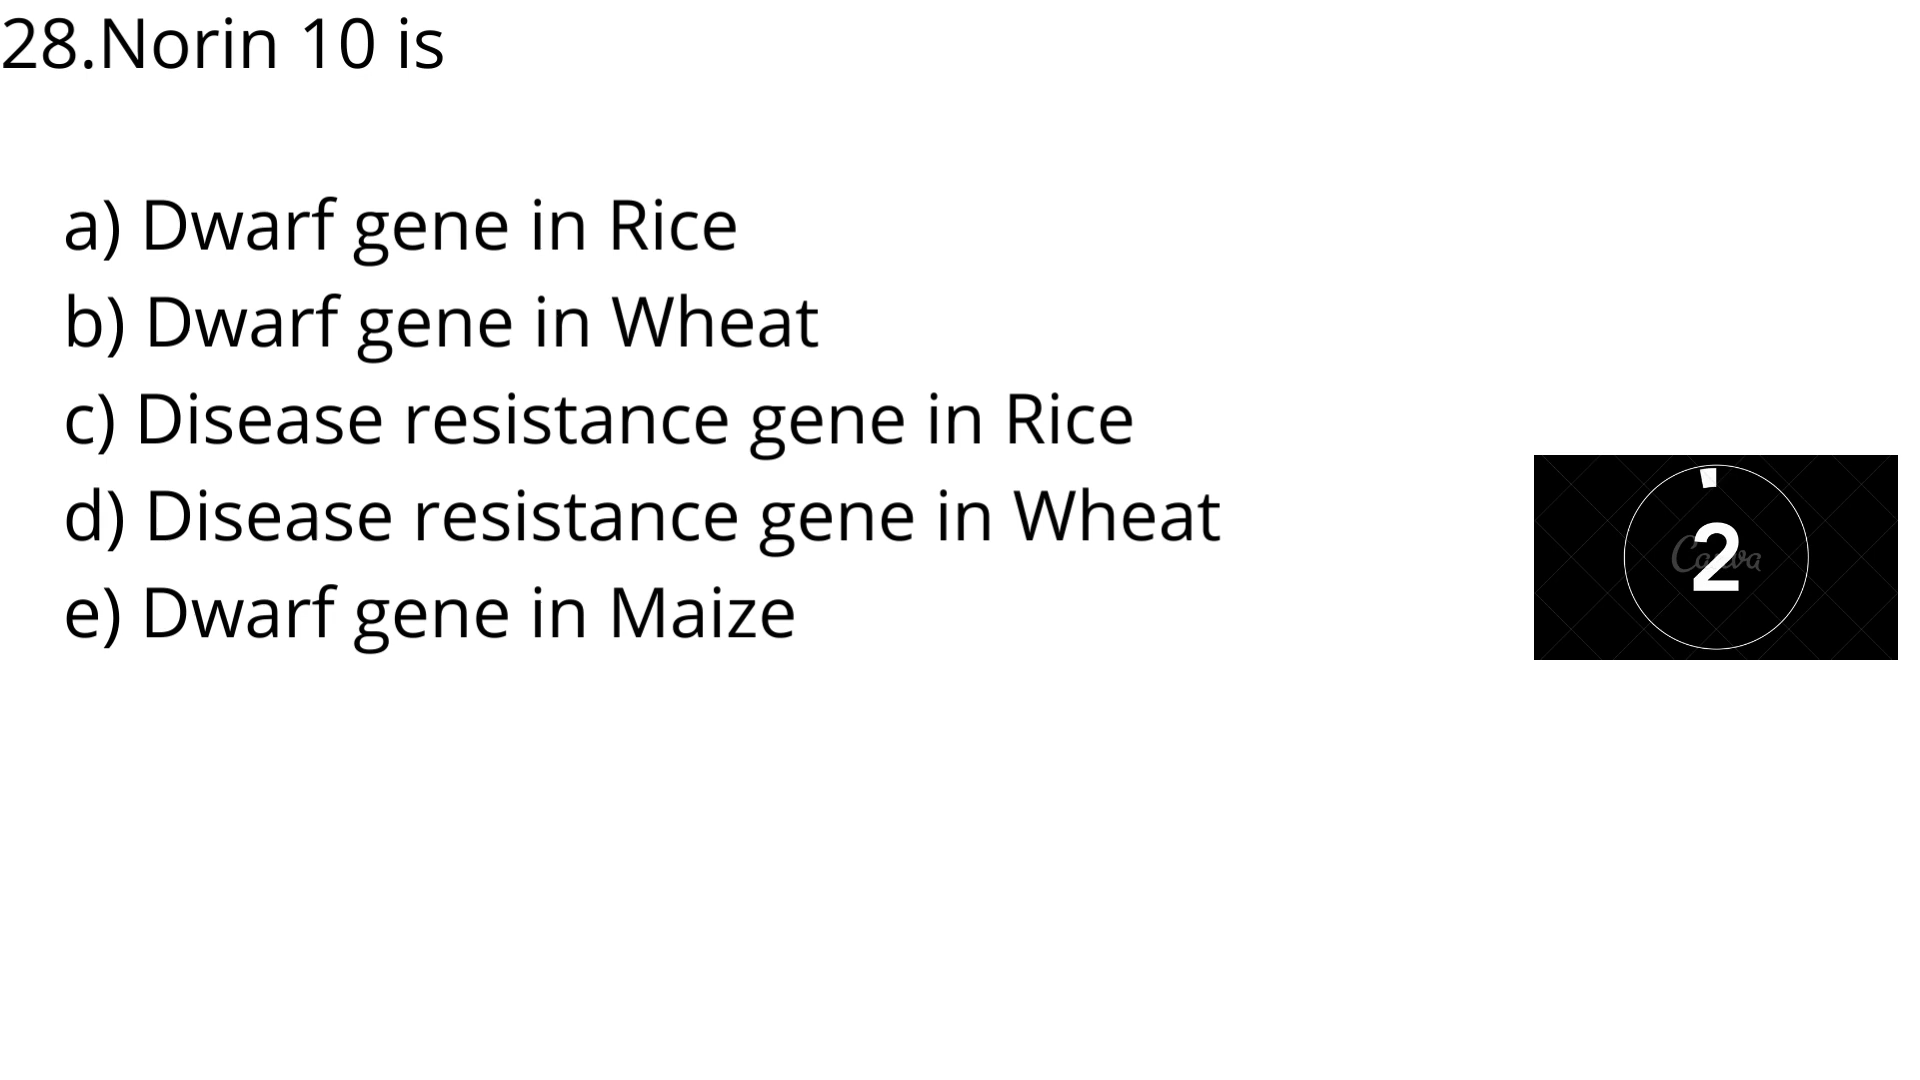 28.Norin 10 is
a) Dwarf gene in Rice
b) Dwarf gene in Wheat
c) Disease resistance gene in Rice
d) Disease resistance gene in Wheat
e) Dwarf gene in Maize
Canva
2